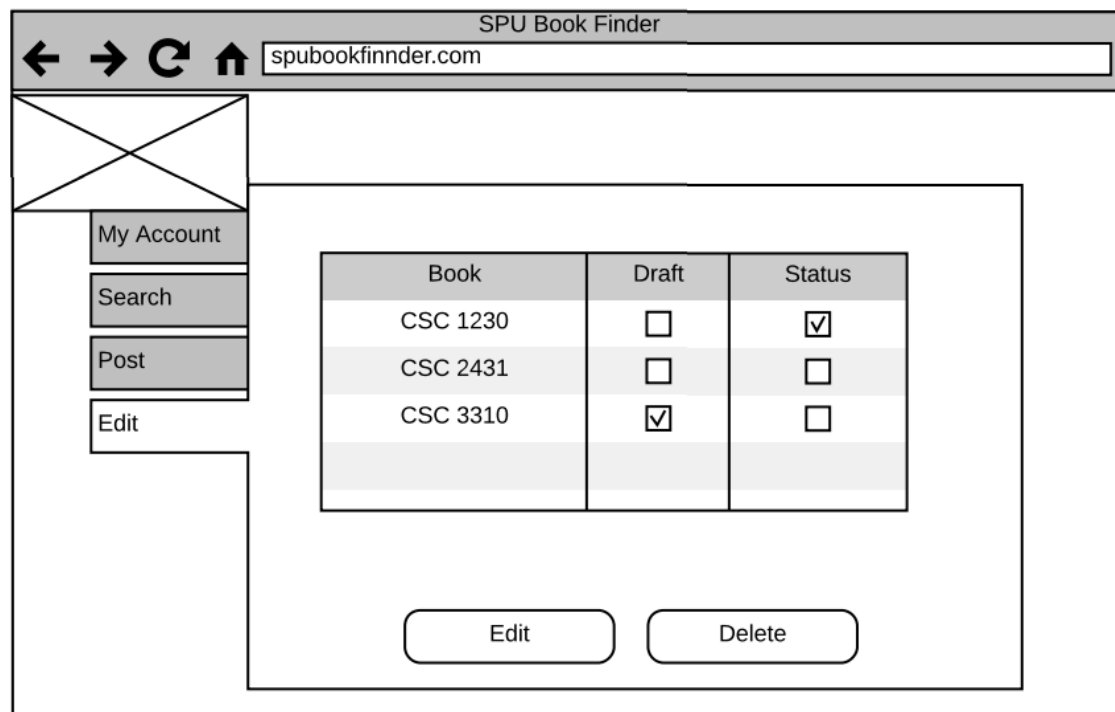 SPU Book Finder
spubookfinnder.com
My Account
Search
Post
Edit
Book Draft Status
CSC 1230
CSC 2431
CSC 3310
Edit Delete